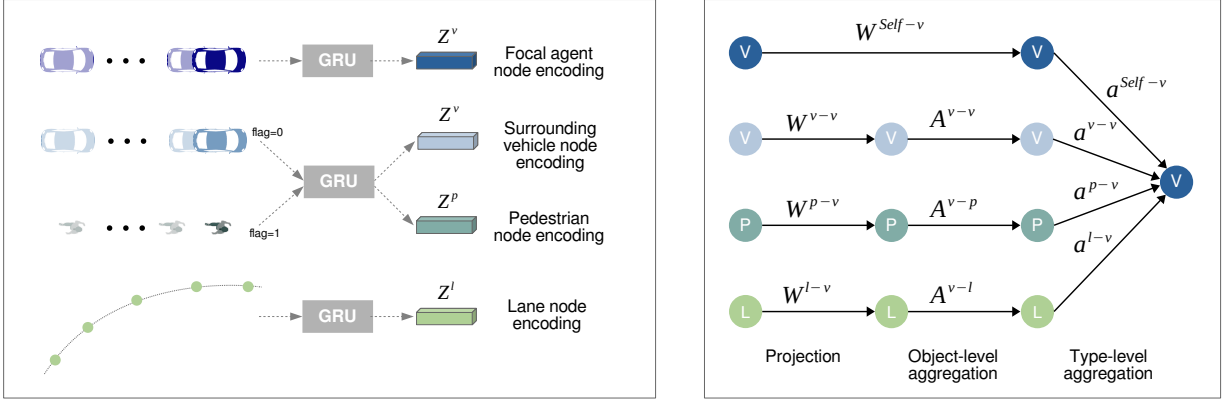 GRU
Z^v
Focal agent
node encoding
flag=0
Z^v
Surrounding
vehicle node
encoding
GRU
flag=1
Z^p
Pedestrian
node encoding
GRU
Z^l
Lane node
encoding
V
W^{Self-v}
V
a^{Self-v}
V
W^{v-v}
V
A^{v-v}
V
a^{v-v}
V
P
W^{p-v}
P
A^{v-p}
P
a^{p-v}
L
W^{l-v}
L
A^{v-l}
L
a^{l-v}
Projection
Object-level
aggregation
Type-level
aggregation